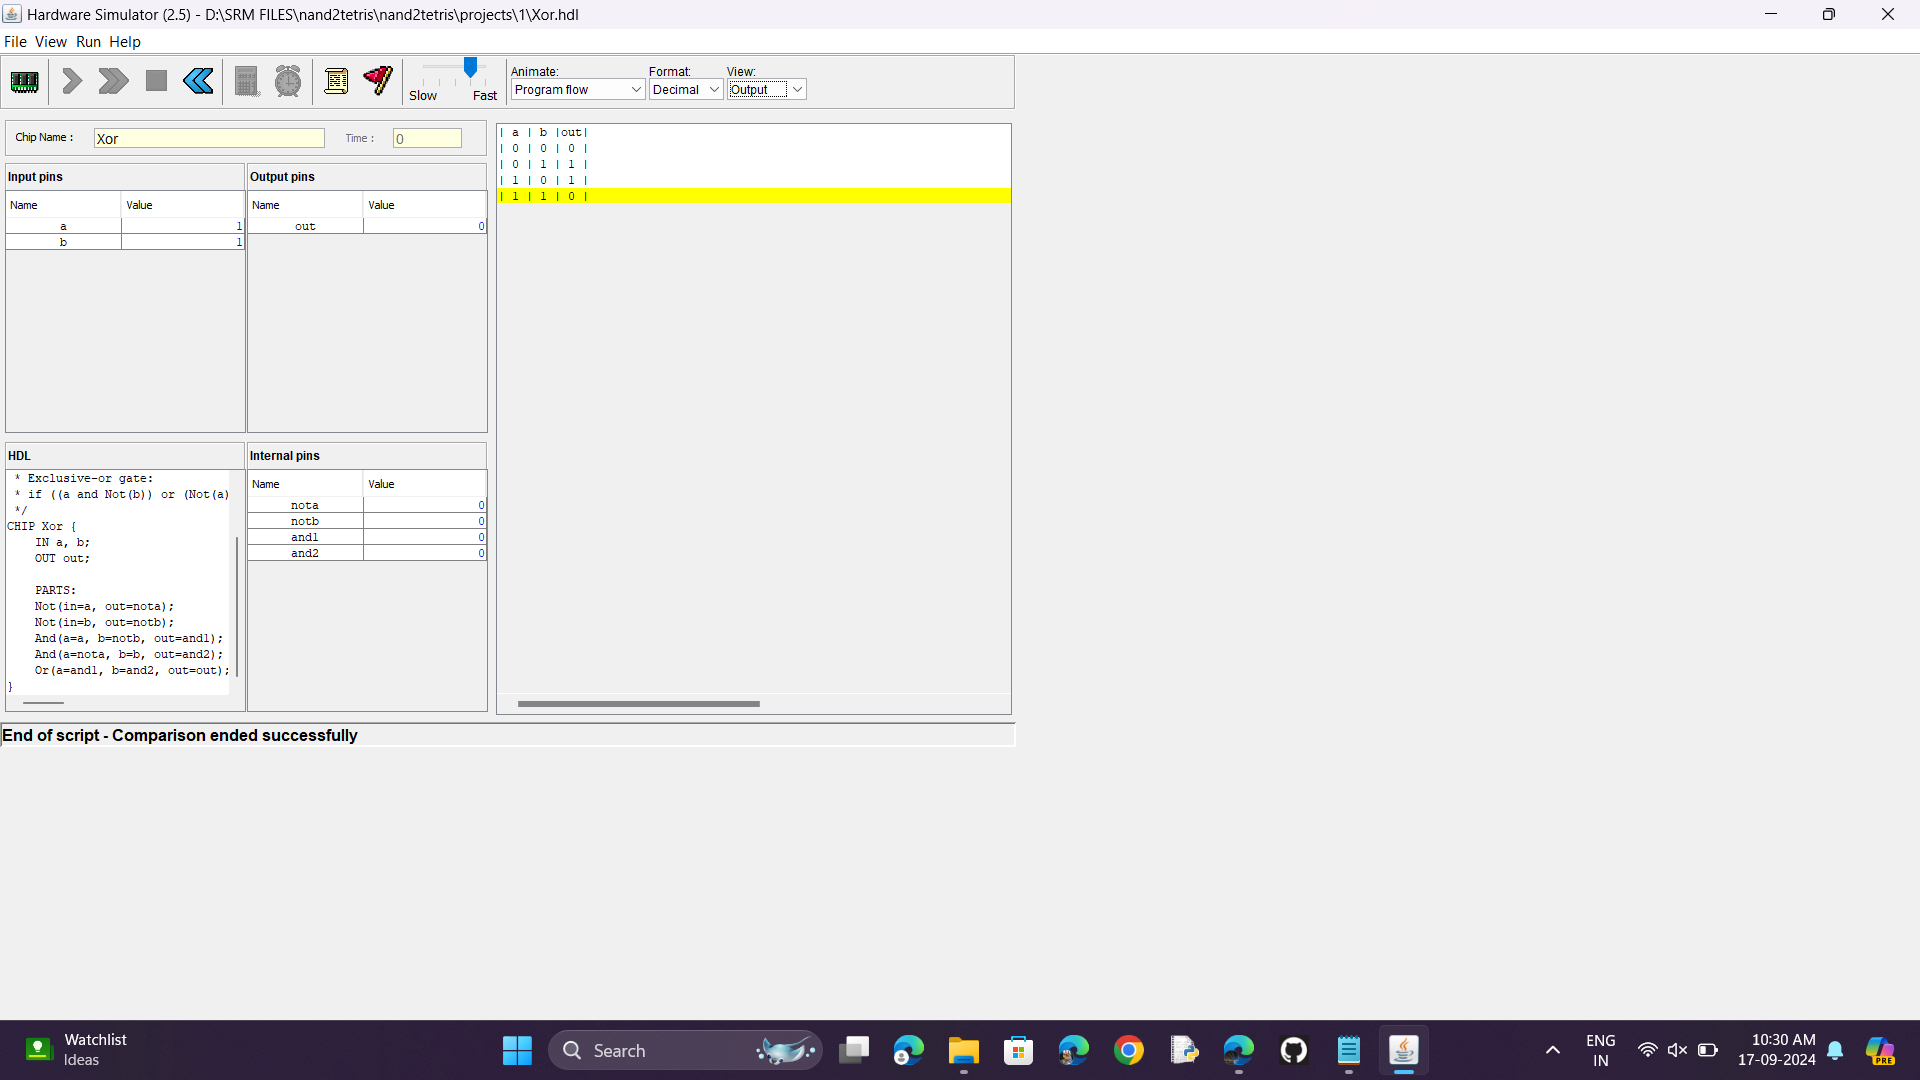 Hardware Simulator (2.5) - D:\SRM FILES\nand2tetris\nand2tetris\projects\1\Xor.hdl
File View Run Help
Slow Fast
Animate: Format: View:
Program flow Decimal Output
Chip Name : Xor Time : 0
Input pins
Name Value
a 1
b 1
Output pins
Name Value
out 0
| a | b |out|
| 0 | 0 | 0 |
| 0 | 1 | 1 |
| 1 | 0 | 1 |
| 1 | 1 | 0 |
HDL
* Exclusive-or gate:
* if ((a and Not(b)) or (Not(a)
*/
CHIP Xor {
IN a, b;
OUT out;
PARTS:
Not(in=a, out=nota);
Not(in=b, out=notb);
And(a=a, b=notb, out=and1);
And(a=nota, b=b, out=and2);
Or(a=and1, b=and2, out=out);
}
Internal pins
Name Value
nota 0
notb 0
and1 0
and2 0
End of script - Comparison ended successfully
Watchlist
Ideas
Search
ENG
IN
10:30 AM
17-09-2024
PRE